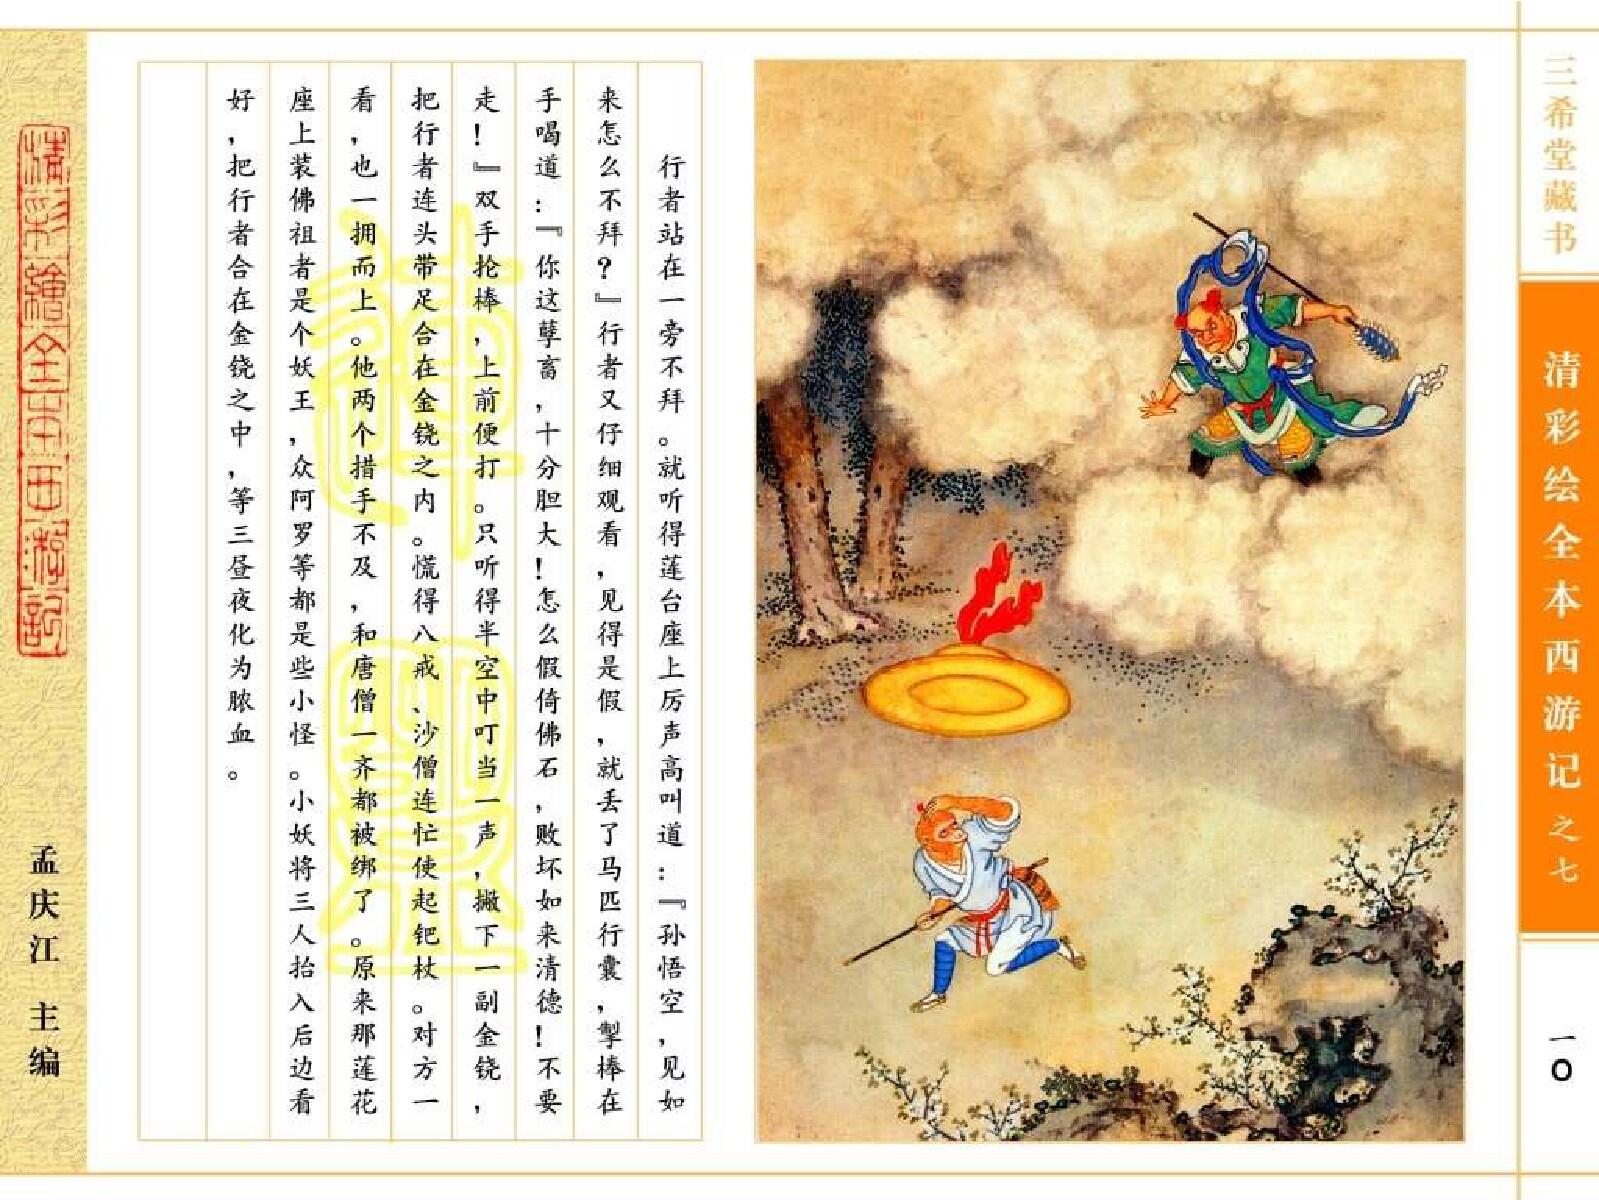 三希堂藏书
清彩绘全本西游记之七
一〇
行者站在一旁不拜。就听得莲台座上厉声高叫道：『孙悟空，见如
来怎么不拜？』行者又仔细观看，见得是假，就丢了马匹行囊，掣棒在
手喝道：『你这孽畜，十分胆大！怎么假倚佛石，败坏如来清德！不要
走！』双手抡棒，上前便打。只听得半空中叮当一声，撇下一副金铙，
把行者连头带足合在金铙之内。慌得八戒、沙僧连忙使起钯杖。对方一
看，也一拥而上。他两个措手不及，和唐僧一齐都被绑了。原来那莲花
座上装佛祖者是个妖王，众阿罗等都是些小怪。小妖将三人抬入后边看
好，把行者合在金铙之中，等三昼夜化为脓血。
清彩繪全本西游記
孟庆江 主编